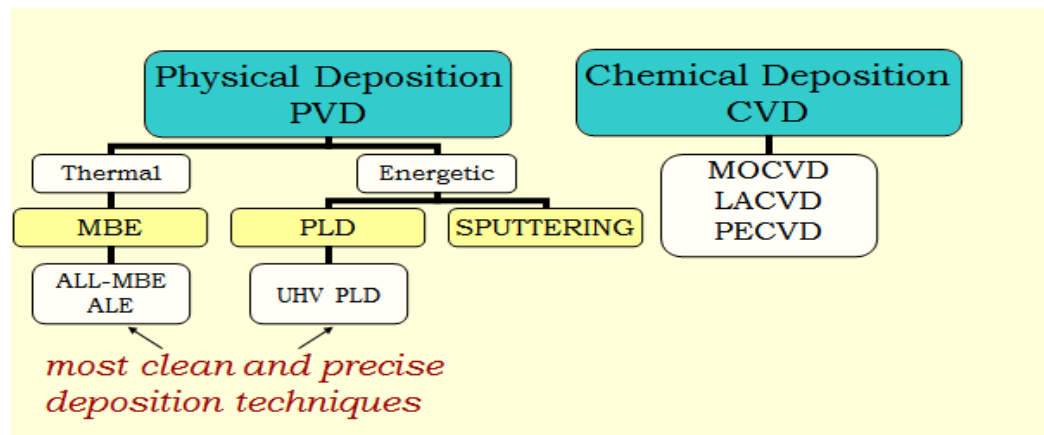 Physical Deposition
PVD
Chemical Deposition
CVD
Thermal
Energetic
MOCVD
LACVD
PECVD
MBE
PLD
SPUTTERING
ALL-MBE
ALE
UHV PLD
most clean and precise
deposition techniques